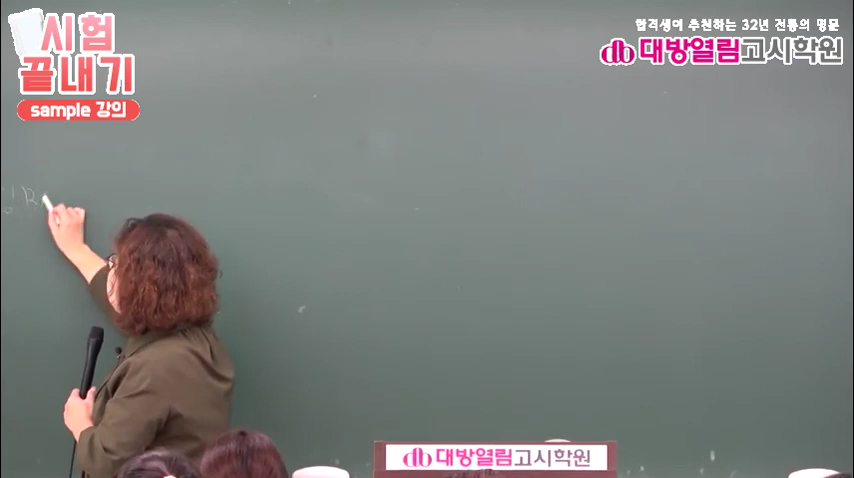 시험
끝내기
sample 강의
합격생이 추천하는 32년 전통의 명문
db 대방열림고시학원
db 대방열림고시학원